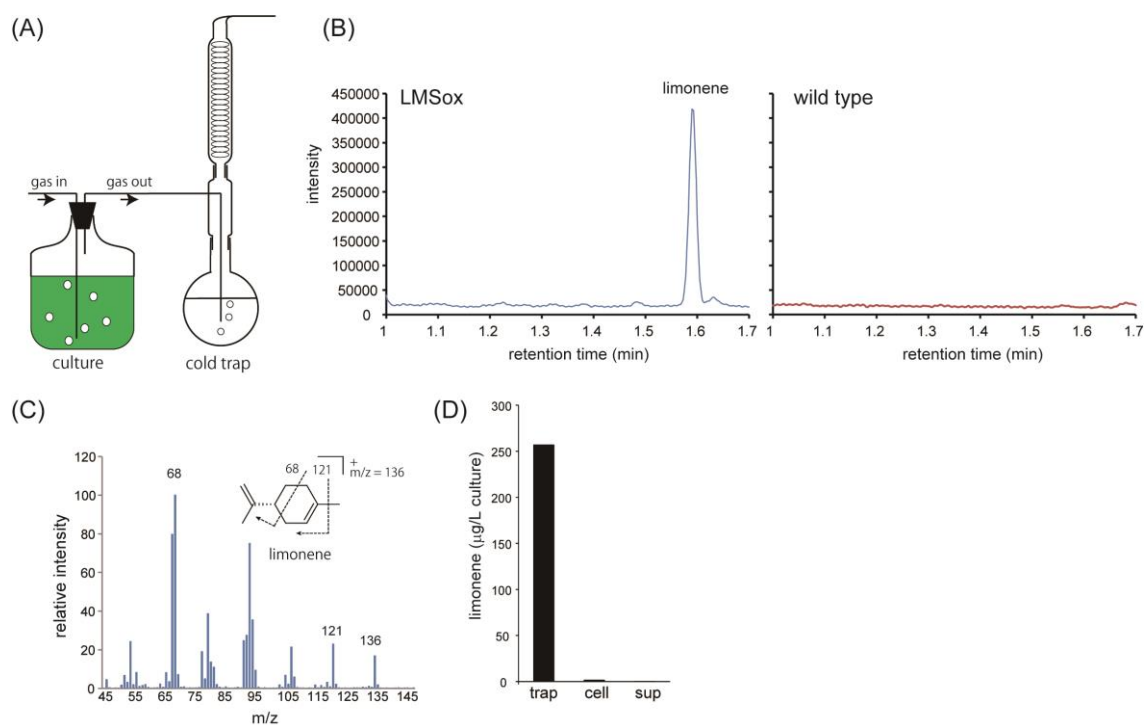 (A)
gas in
gas out
culture
cold trap
(B)
LMSox
limonene
wild type
450000
400000
350000
300000
250000
200000
150000
100000
50000
0
intensity
1 1.1 1.2 1.3 1.4 1.5 1.6 1.7
retention time (min)
1 1.1 1.2 1.3 1.4 1.5 1.6 1.7
retention time (min)
(C)
120
100
80
60
40
20
0
relative intensity
68
121
136
68 121
+
m/z = 136
limonene
45 55 65 75 85 95 105 115 125 135 145
m/z
(D)
300
250
200
150
100
50
0
limonene (μg/L culture)
trap cell sup